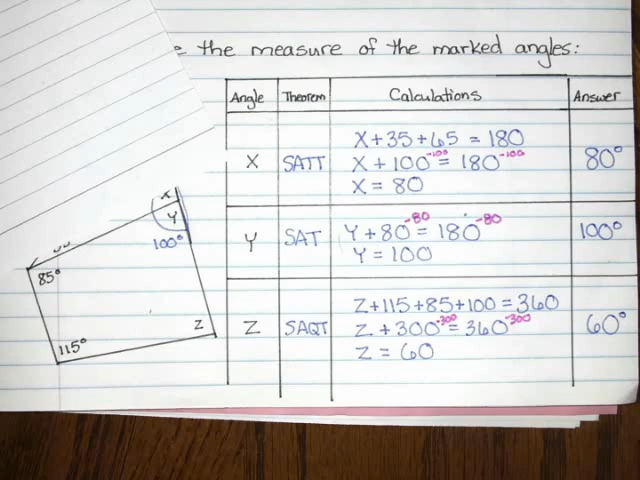 the measure of the marked angles:
Angle Theorem Calculations Answer
X SATT X + 35 + 65 = 180 80°
X + 100 -100 = 180 -100
X = 80
Y SAT Y + 80 -80 = 180 -80 100°
Y = 100
Z SAQT Z + 115 + 85 + 100 = 360 60°
Z + 300 -300 = 360 -300
Z = 60
X
Y
100°
85°
115°
Z